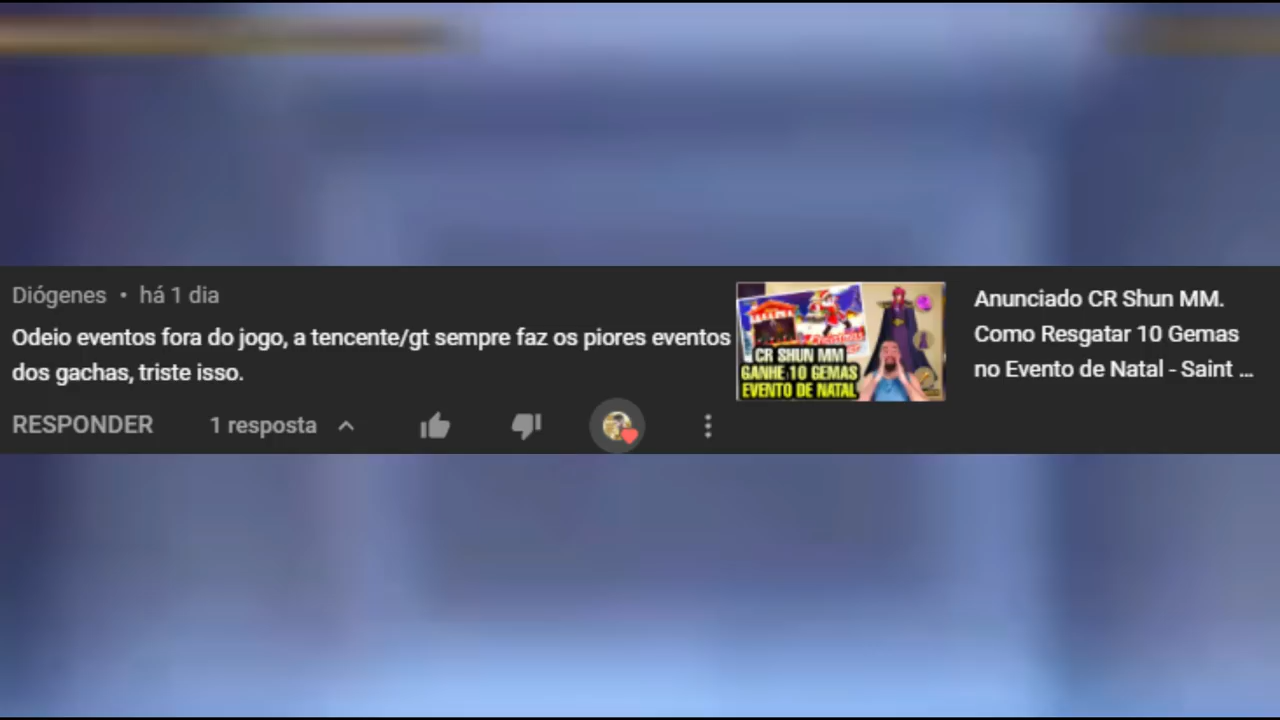 Diógenes • há 1 dia
Odeio eventos fora do jogo, a tencente/gt sempre faz os piores eventos
dos gachas, triste isso.
RESPONDER 1 resposta
CR SHUN MM
GANHE 10 GEMAS
EVENTO DE NATAL
Anunciado CR Shun MM.
Como Resgatar 10 Gemas
no Evento de Natal - Saint ...